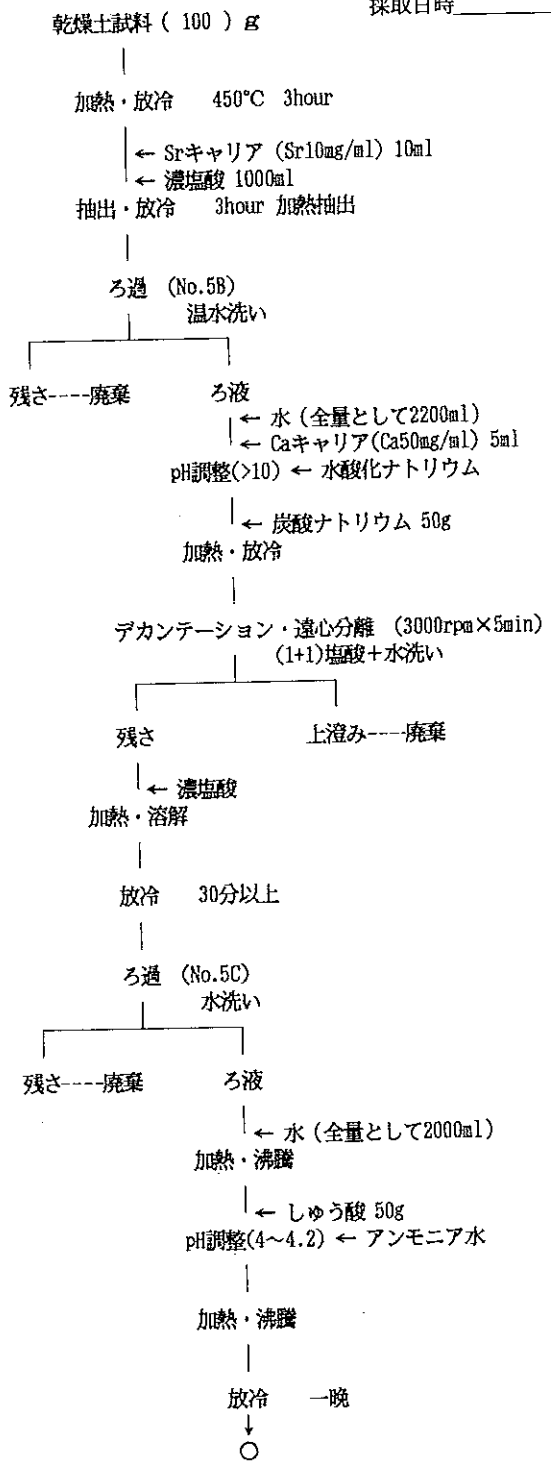 採取日時
乾燥土試料 ( 100 ) g
加熱・放冷 450℃ 3hour
← Srキャリア (Sr10mg/ml) 10ml
← 濃塩酸 1000ml
抽出・放冷 3hour 加熱抽出
ろ過 (No.5B)
温水洗い
残さ----廃棄 ろ液
← 水 (全量として2200ml)
← Caキャリア(Ca50mg/ml) 5ml
pH調整(>10) ← 水酸化ナトリウム
← 炭酸ナトリウム 50g
加熱・放冷
デカンテーション・遠心分離 (3000rpm×5min)
(1+1)塩酸＋水洗い
残さ 上澄み----廃棄
← 濃塩酸
加熱・溶解
放冷 30分以上
ろ過 (No.5C)
水洗い
残さ----廃棄 ろ液
← 水 (全量として2000ml)
加熱・沸騰
← しゅう酸 50g
pH調整(4～4.2) ← アンモニア水
加熱・沸騰
放冷 一晩